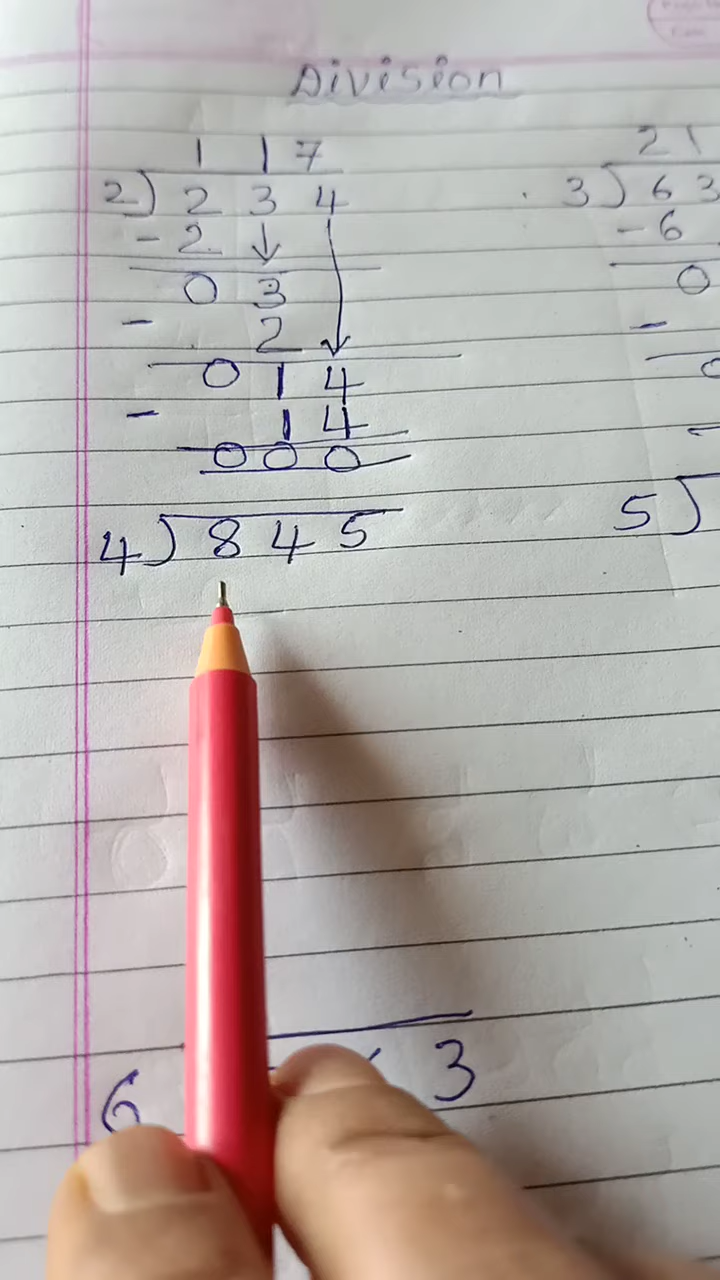 Division
1 1 7
2) 2 3 4
- 2
0 3
- 2
0 1 4
- 1 4
0 0 0
4) 8 4 5
6 3
2 1
3) 6 3
- 6
0
-
5)